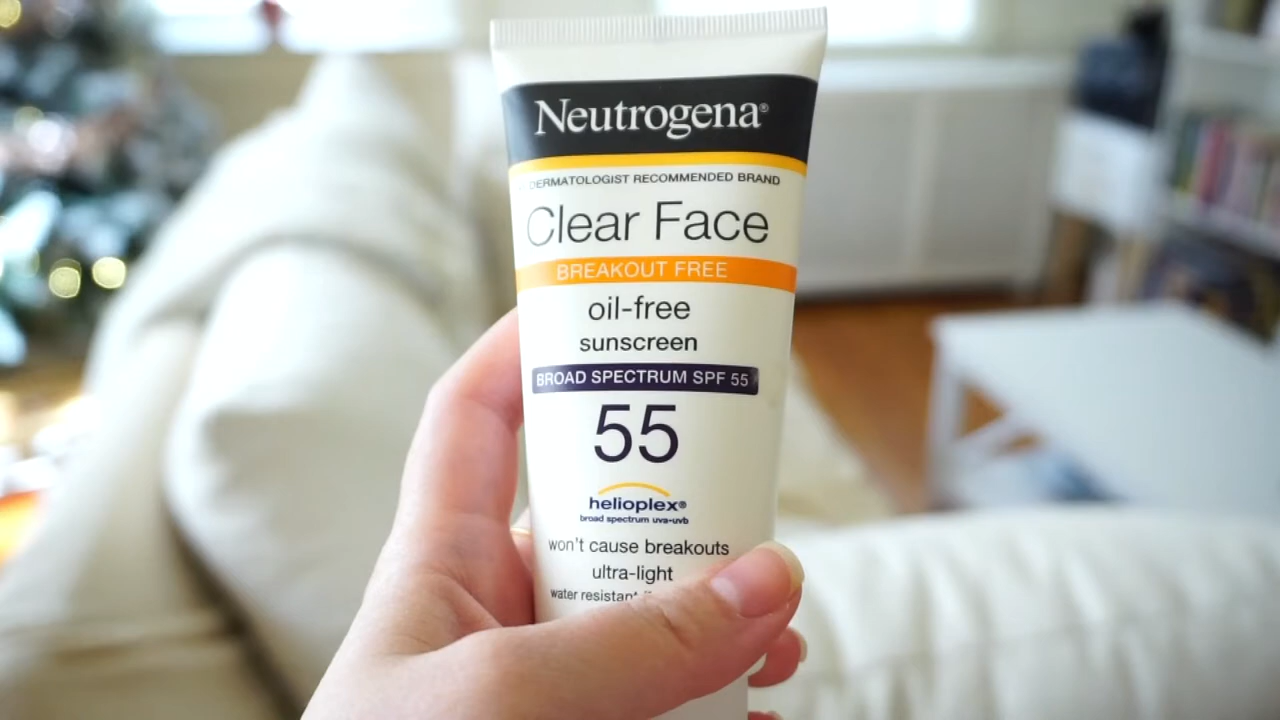 Neutrogena®
DERMATOLOGIST RECOMMENDED BRAND
Clear Face
BREAKOUT FREE
oil-free
sunscreen
BROAD SPECTRUM SPF 55
55
helioplex®
broad spectrum uva-uvb
won't cause breakouts
ultra-light
water resistant